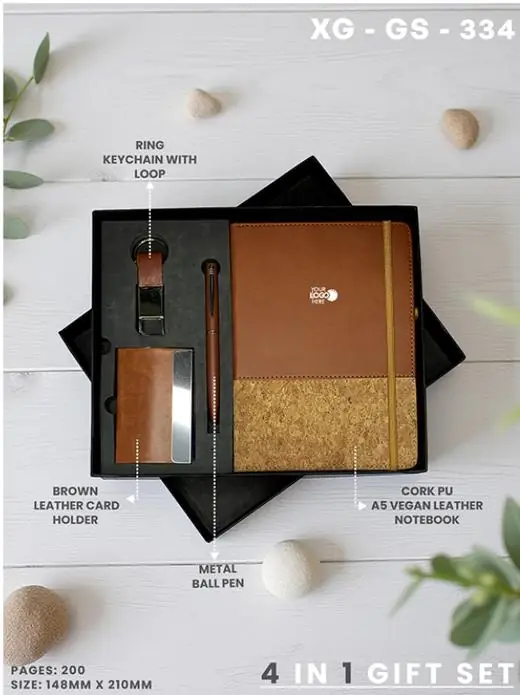 XG - GS - 334
RING
KEYCHAIN WITH
LOOP
YOUR
LOGO
HERE
BROWN
LEATHER CARD
HOLDER
CORK PU
A5 VEGAN LEATHER
NOTEBOOK
METAL
BALL PEN
PAGES: 200
SIZE: 148MM X 210MM
4 IN 1 GIFT SET